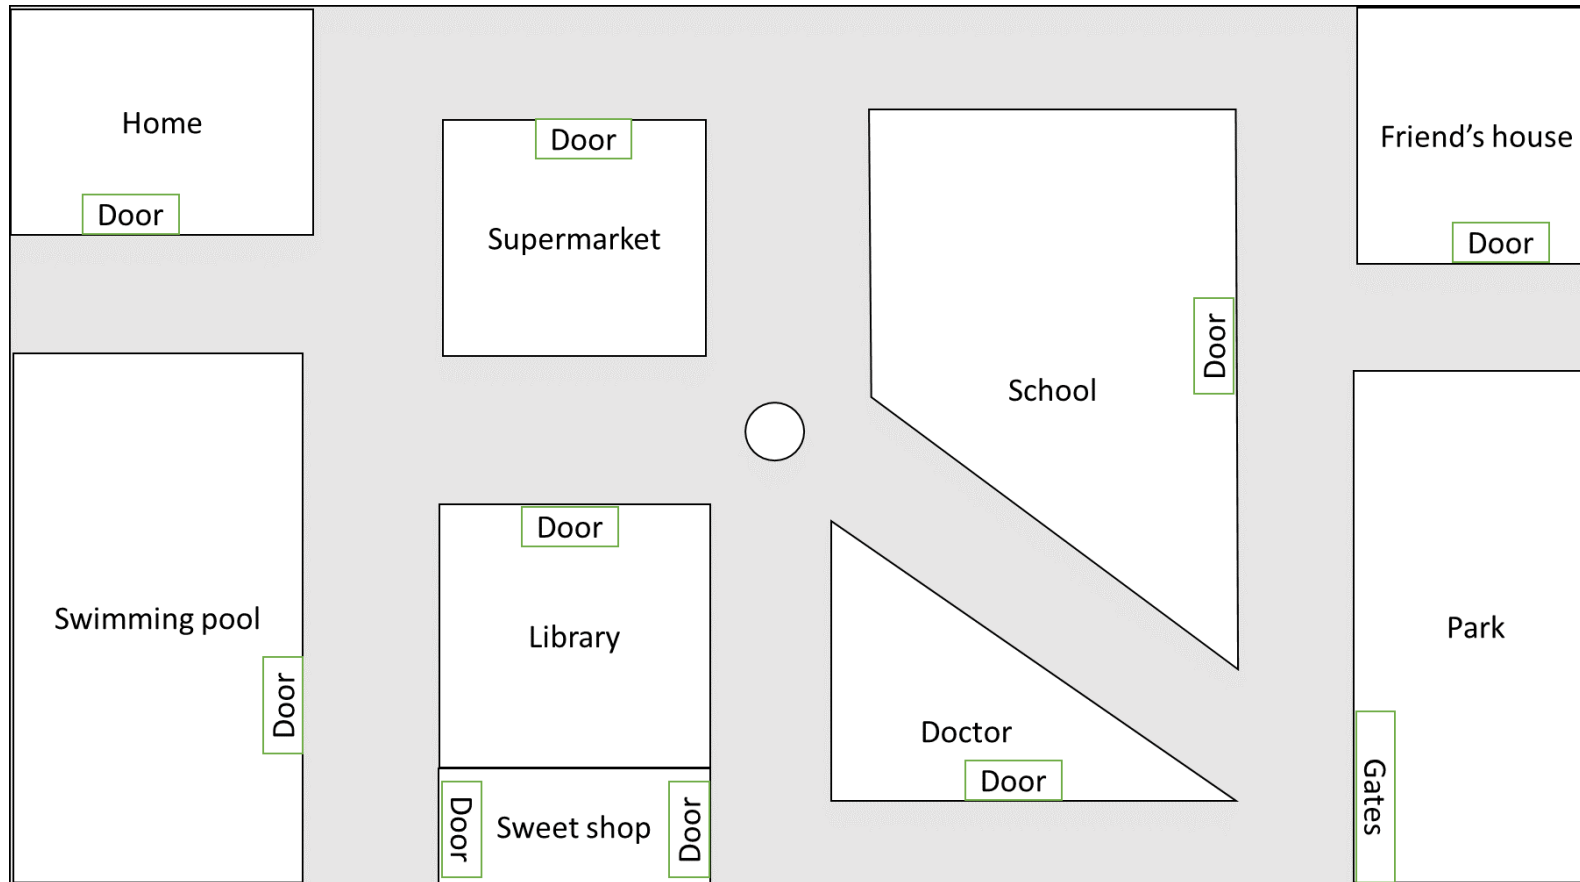 Home
Door
Supermarket
Door
School
Door
Friend’s house
Door
Swimming pool
Door
Library
Door
Sweet shop
Door
Door
Doctor
Door
Park
Gates